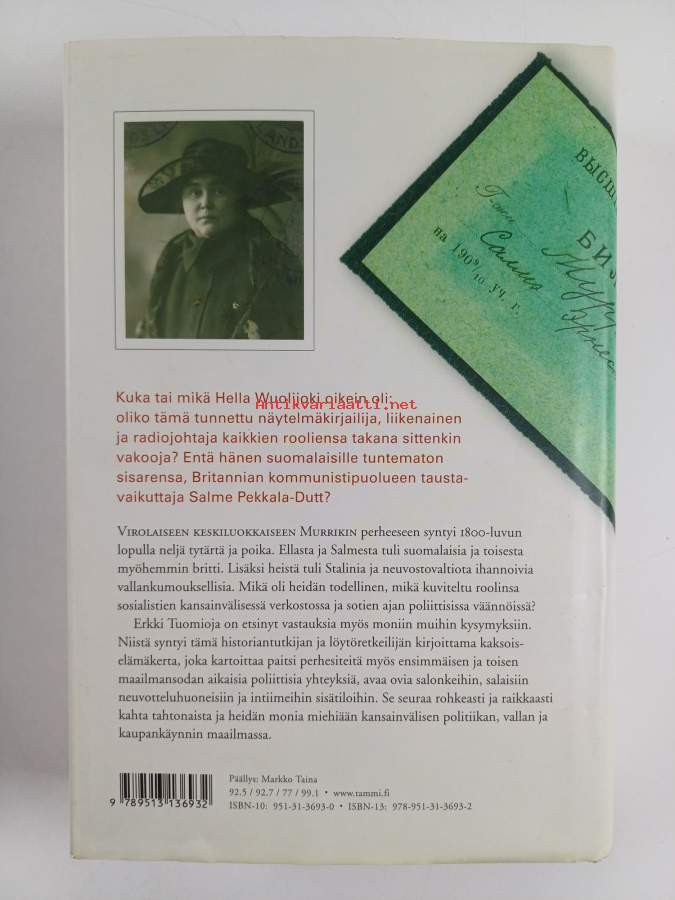 ВЫСШ
БИ
Г-жи
Салмэ
на 1909/10 уч. г.
Kuka tai mikä Hella Wuolijoki oikein oli:
Antikvariaatti.net
oliko tämä tunnettu näytelmäkirjailija, liikenainen
ja radiojohtaja kaikkien rooliensa takana sittenkin
vakooja? Entä hänen suomalaisille tuntematon
sisarensa, Britannian kommunistipuolueen tausta-
vaikuttaja Salme Pekkala-Dutt?
Virolaiseen keskiluokkaiseen Murrikin perheeseen syntyi 1800-luvun
lopulla neljä tytärtä ja poika. Ellasta ja Salmesta tuli suomalaisia ja toisesta
myöhemmin britti. Lisäksi heistä tuli Stalinia ja neuvostovaltiota ihannoivia
vallankumouksellisia. Mikä oli heidän todellinen, mikä kuviteltu roolinsa
sosialistien kansainvälisessä verkostossa ja sotien ajan poliittisissa väännöissä?
Erkki Tuomioja on etsinyt vastauksia myös moniin muihin kysymyksiin.
Niistä syntyi tämä historiantutkijan ja löytöretkeilijän kirjoittama kaksois-
elämäkerta, joka kartoittaa paitsi perhesiteitä myös ensimmäisen ja toisen
maailmansodan aikaisia poliittisia yhteyksiä, avaa ovia salonkeihin, salaisiin
neuvotteluhuoneisiin ja intiimeihin sisätiloihin. Se seuraa rohkeasti ja raikkaasti
kahta tahtonaista ja heidän monia miehiään kansainvälisen politiikan, vallan ja
kaupankäynnin maailmassa.
Päällys: Markko Taina
92.5 / 92.7 / 77 / 99.1 • www.tammi.fi
ISBN-10: 951-31-3693-0 • ISBN-13: 978-951-31-3693-2
9 789513 136932